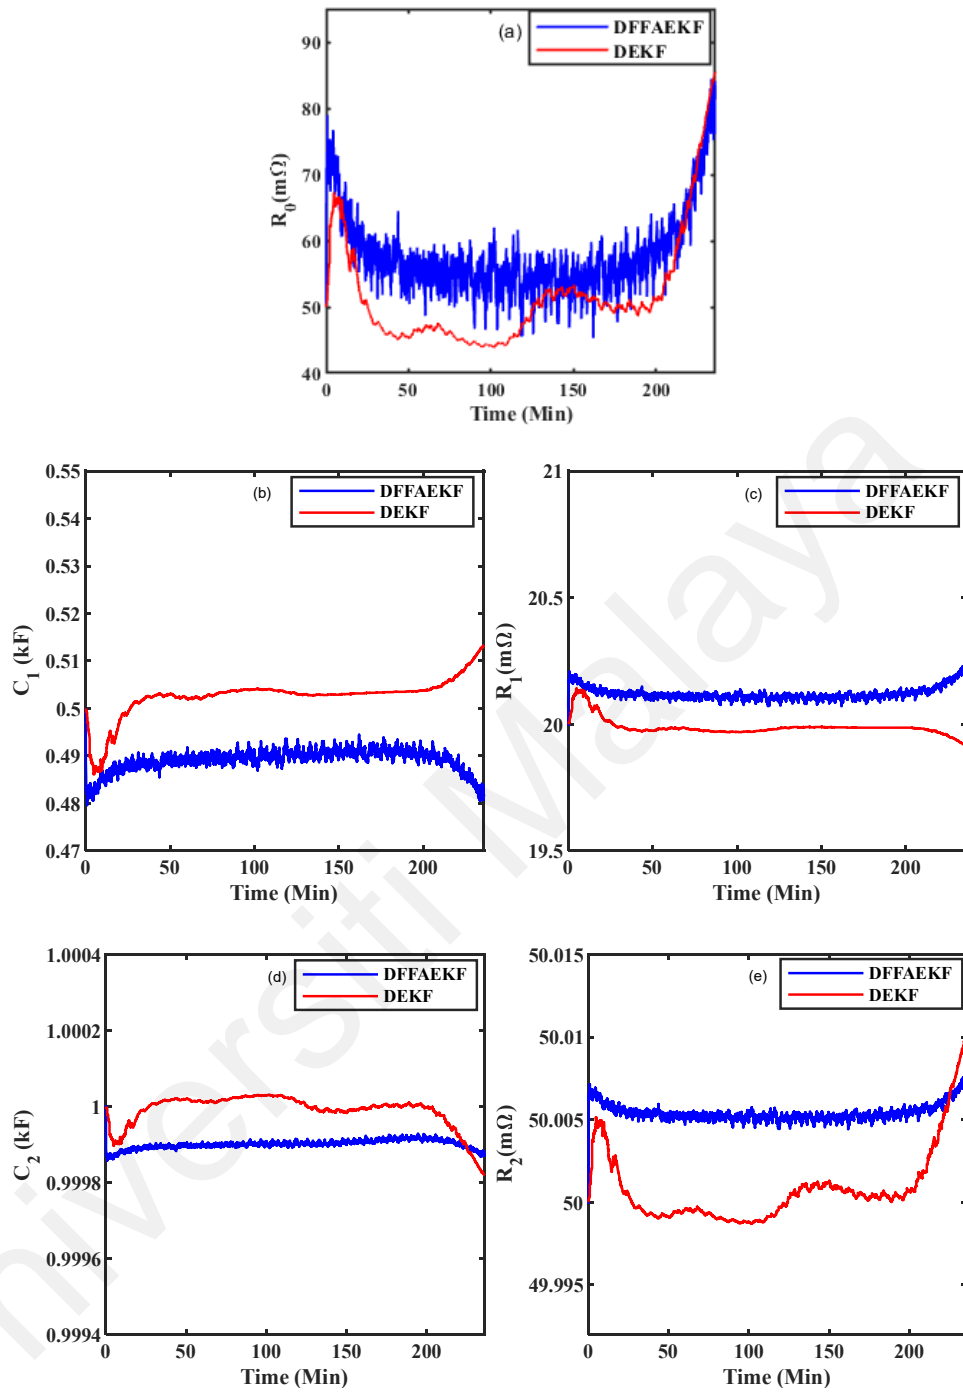 (a)
DFFAEKF
DEKF
90
80
70
60
50
40
R0(mΩ)
0 50 100 150 200
Time (Min)
(b)
DFFAEKF
DEKF
0.55
0.54
0.53
0.52
0.51
0.5
0.49
0.48
0.47
C1 (kF)
0 50 100 150 200
Time (Min)
(c)
DFFAEKF
DEKF
21
20.5
20
19.5
R1(mΩ)
0 50 100 150 200
Time (Min)
(d)
DFFAEKF
DEKF
1.0004
1.0002
1
0.9998
0.9996
0.9994
C2 (kF)
0 50 100 150 200
Time (Min)
(e)
DFFAEKF
DEKF
50.015
50.01
50.005
50
49.995
R2(mΩ)
0 50 100 150 200
Time (Min)
niversiti Malaya